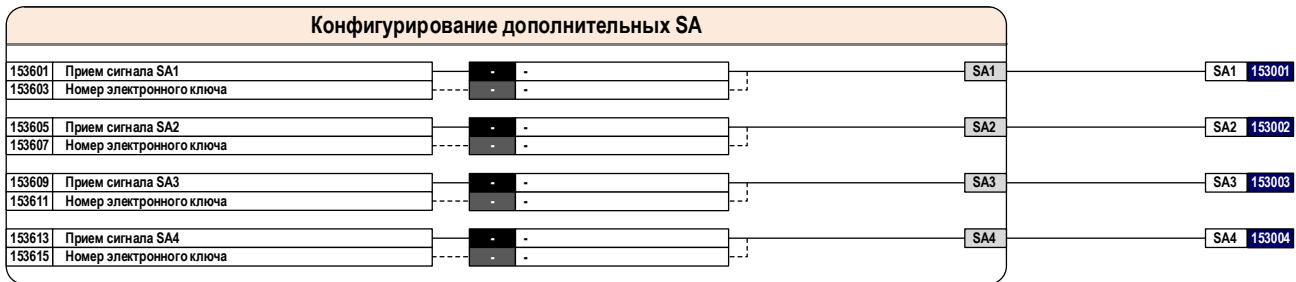 Конфигурирование дополнительных SA
153601 Прием сигнала SA1 - - SA1 SA1 153001
153603 Номер электронного ключа - -
153605 Прием сигнала SA2 - - SA2 SA2 153002
153607 Номер электронного ключа - -
153609 Прием сигнала SA3 - - SA3 SA3 153003
153611 Номер электронного ключа - -
153613 Прием сигнала SA4 - - SA4 SA4 153004
153615 Номер электронного ключа - -